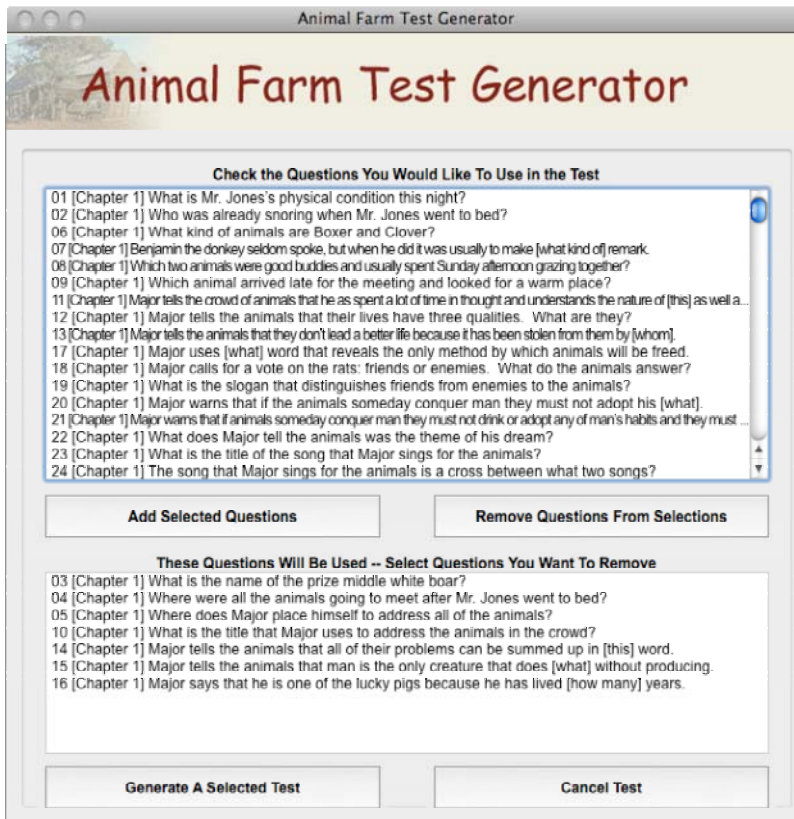 Animal Farm Test Generator
Animal Farm Test Generator
Check the Questions You Would Like To Use in the Test
01 [Chapter 1] What is Mr. Jones's physical condition this night?
02 [Chapter 1] Who was already snoring when Mr. Jones went to bed?
06 [Chapter 1] What kind of animals are Boxer and Clover?
07 [Chapter 1] Benjamin the donkey seldom spoke, but when he did it was usually to make [what kind of] remark.
08 [Chapter 1] Which two animals were good buddies and usually spent Sunday afternoon grazing together?
09 [Chapter 1] Which animal arrived late for the meeting and looked for a warm place?
11 [Chapter 1] Major tells the crowd of animals that he as spent a lot of time in thought and understands the nature of [this] as well a...
12 [Chapter 1] Major tells the animals that their lives have three qualities.  What are they?
13 [Chapter 1] Major tells the animals that they don't lead a better life because it has been stolen from them by [whom].
17 [Chapter 1] Major uses [what] word that reveals the only method by which animals will be freed.
18 [Chapter 1] Major calls for a vote on the rats: friends or enemies.  What do the animals answer?
19 [Chapter 1] What is the slogan that distinguishes friends from enemies to the animals?
20 [Chapter 1] Major warns that if the animals someday conquer man they must not adopt his [what].
21 [Chapter 1] Major warns that if animals someday conquer man they must not drink or adopt any of man's habits and they must ...
22 [Chapter 1] What does Major tell the animals was the theme of his dream?
23 [Chapter 1] What is the title of the song that Major sings for the animals?
24 [Chapter 1] The song that Major sings for the animals is a cross between what two songs?
Add Selected Questions
Remove Questions From Selections
These Questions Will Be Used -- Select Questions You Want To Remove
03 [Chapter 1] What is the name of the prize middle white boar?
04 [Chapter 1] Where were all the animals going to meet after Mr. Jones went to bed?
05 [Chapter 1] Where does Major place himself to address all of the animals?
10 [Chapter 1] What is the title that Major uses to address the animals in the crowd?
14 [Chapter 1] Major tells the animals that all of their problems can be summed up in [this] word.
15 [Chapter 1] Major tells the animals that man is the only creature that does [what] without producing.
16 [Chapter 1] Major says that he is one of the lucky pigs because he has lived [how many] years.
Generate A Selected Test
Cancel Test